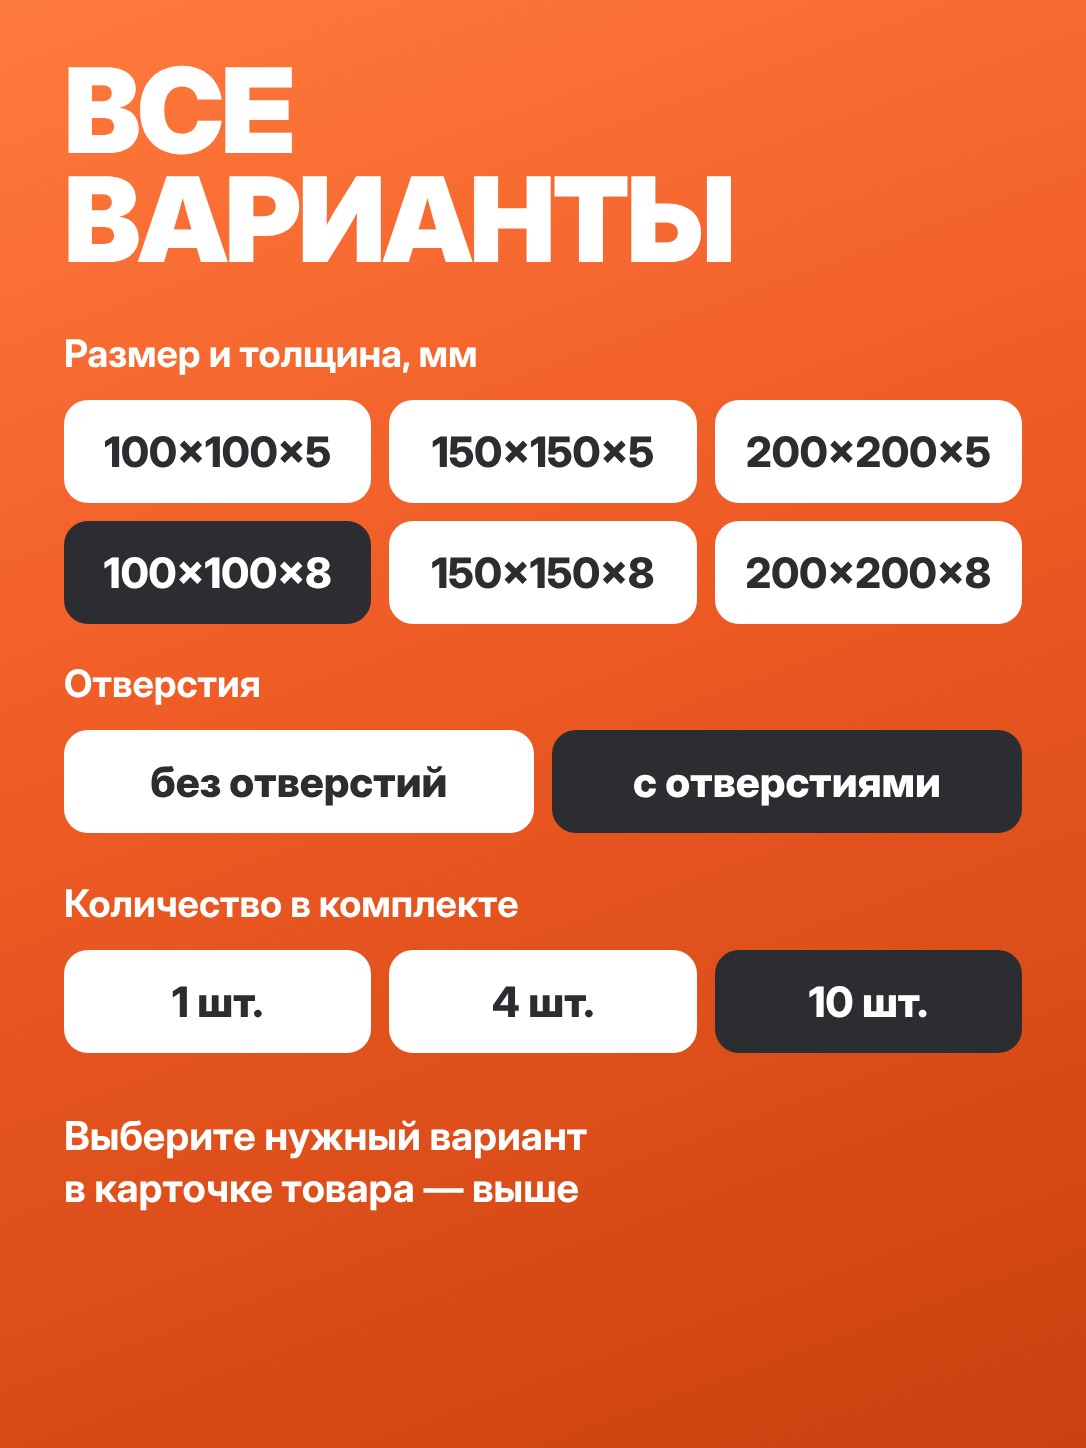 ВСЕ
ВАРИАНТЫ
Размер и толщина, мм
100×100×5 150×150×5 200×200×5
100×100×8 150×150×8 200×200×8
Отверстия
без отверстий с отверстиями
Количество в комплекте
1 шт. 4 шт. 10 шт.
Выберите нужный вариант
в карточке товара — выше